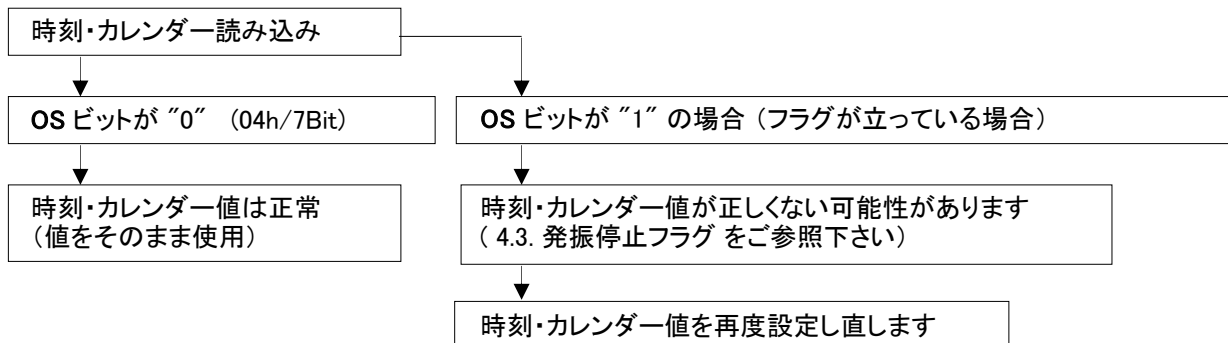 時刻・カレンダー読み込み
OS ビットが "0" (04h/7Bit)
OS ビットが "1" の場合 (フラグが立っている場合)
時刻・カレンダー値は正常
(値をそのまま使用)
時刻・カレンダー値が正しくない可能性があります
( 4.3. 発振停止フラグ をご参照下さい)
時刻・カレンダー値を再度設定し直します